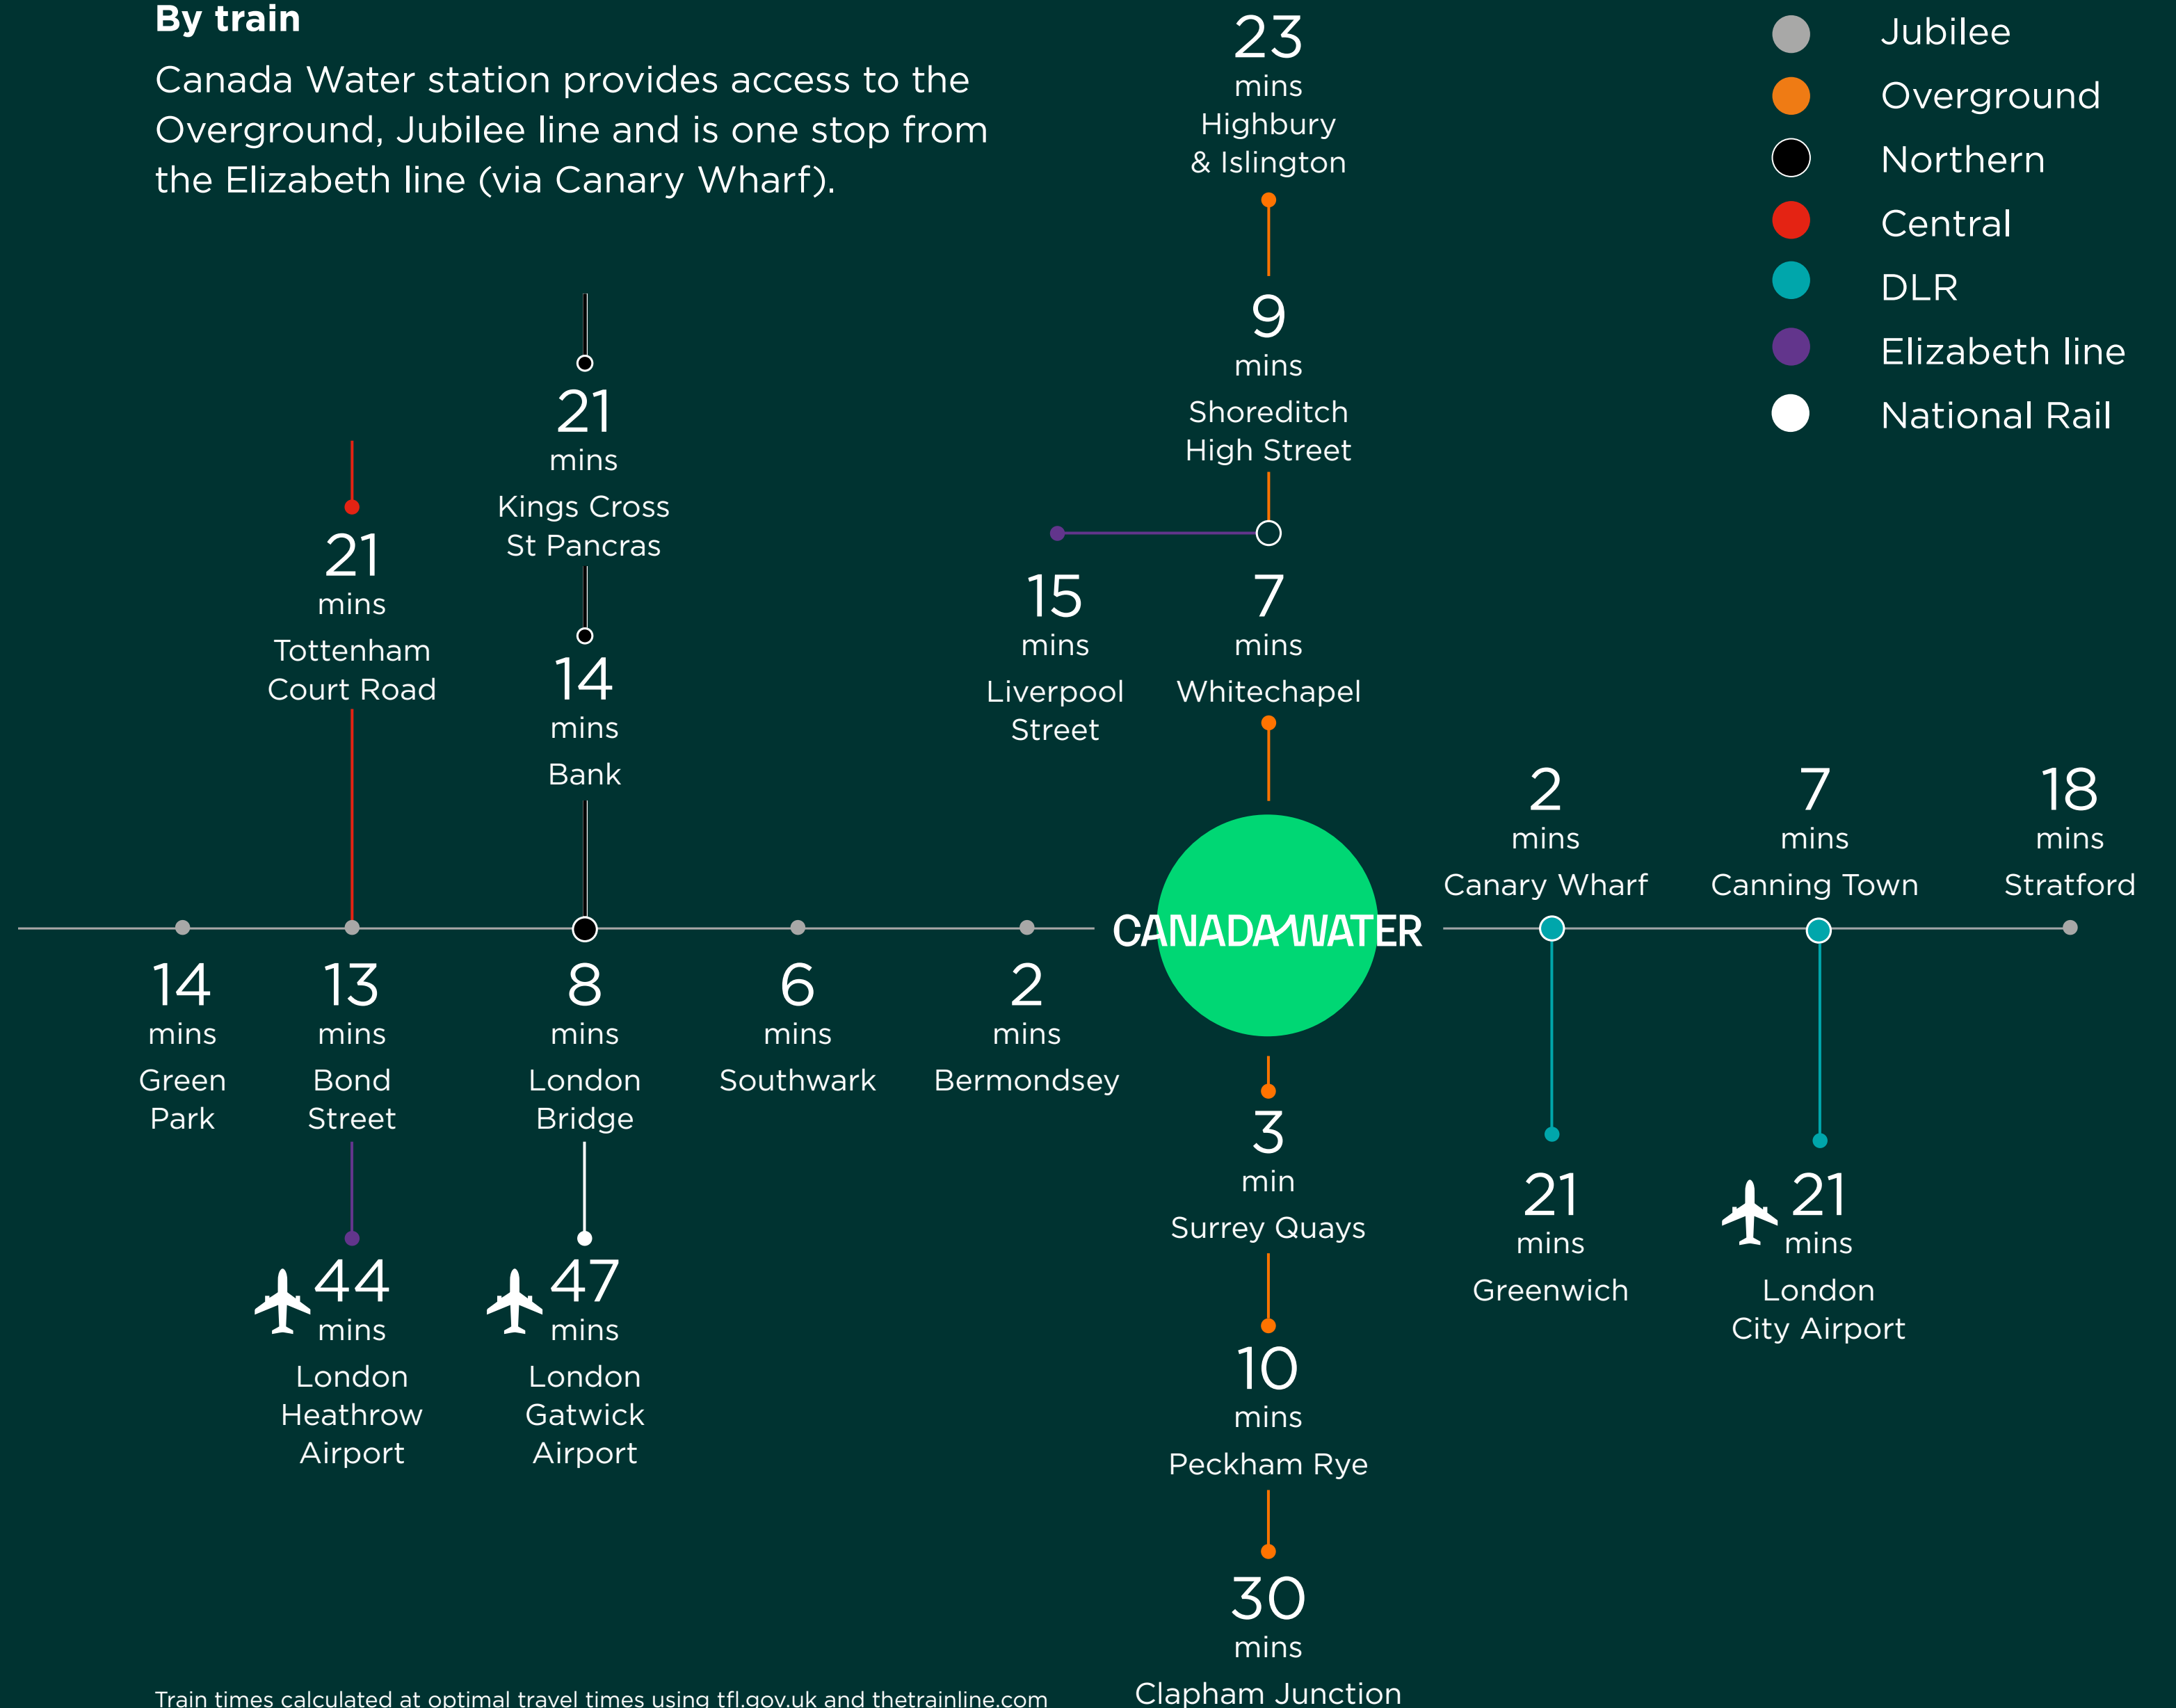 By train
Canada Water station provides access to the
Overground, Jubilee line and is one stop from
the Elizabeth line (via Canary Wharf).
Jubilee
Overground
Northern
Central
DLR
Elizabeth line
National Rail
23
mins
Highbury
& Islington
9
mins
Shoreditch
High Street
21
mins
Kings Cross
St Pancras
21
mins
Tottenham
Court Road
14
mins
Bank
15
mins
Liverpool
Street
7
mins
Whitechapel
2
mins
Canary Wharf
7
mins
Canning Town
18
mins
Stratford
CANADA WATER
14
mins
Green
Park
13
mins
Bond
Street
8
mins
London
Bridge
6
mins
Southwark
2
mins
Bermondsey
3
min
Surrey Quays
21
mins
Greenwich
21
mins
London
City Airport
44
mins
London
Heathrow
Airport
47
mins
London
Gatwick
Airport
10
mins
Peckham Rye
30
mins
Clapham Junction
Train times calculated at optimal travel times using tfl.gov.uk and thetrainline.com